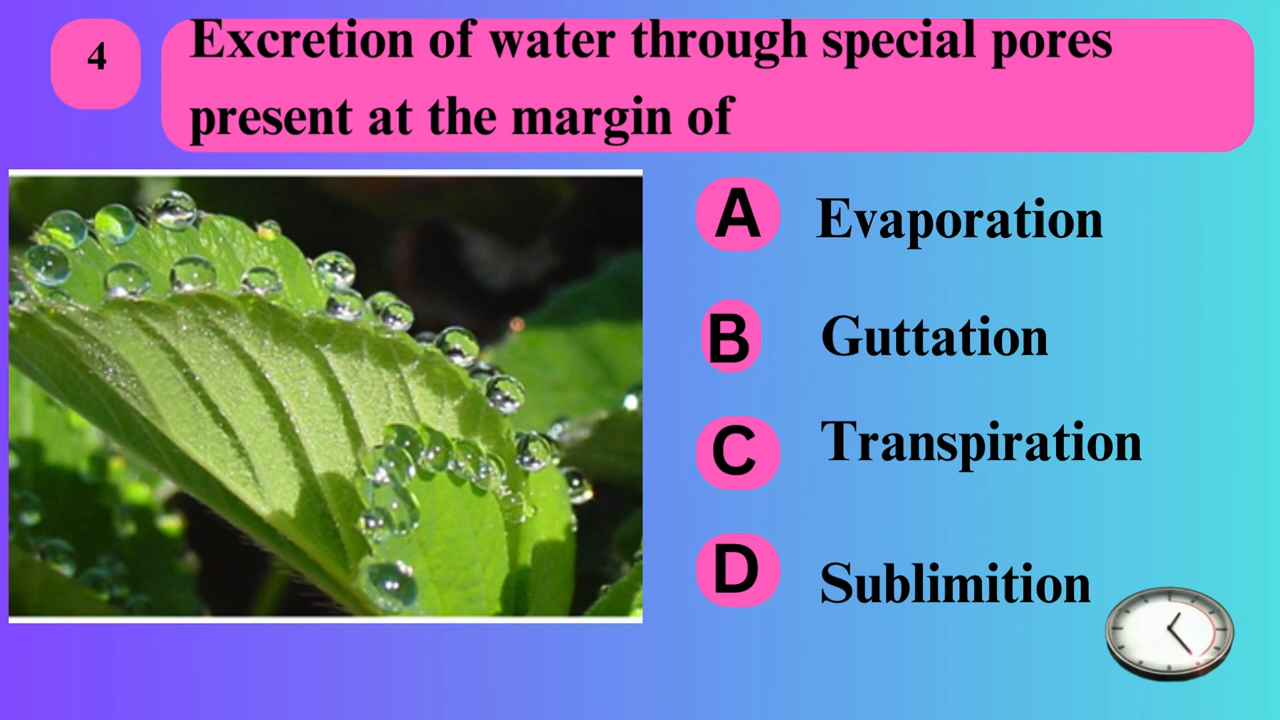 4
Excretion of water through special pores
present at the margin of
A Evaporation
B Guttation
C Transpiration
D Sublimition